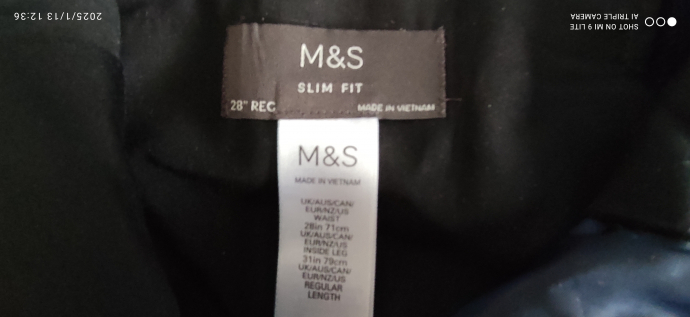 M&S
SLIM FIT
28" REG
MADE IN VIETNAM
M&S
MADE IN VIETNAM
UK/AUS/CAN/
EUR/NZ/US
WAIST
28in 71cm
UK/AUS/CAN/
EUR/NZ/US
INSIDE LEG
31in 79cm
UK/AUS/CAN/
EUR/NZ/US
REGULAR
LENGTH
SHOT ON MI 9 LITE
AI TRIPLE CAMERA
2025/1/13 12:36